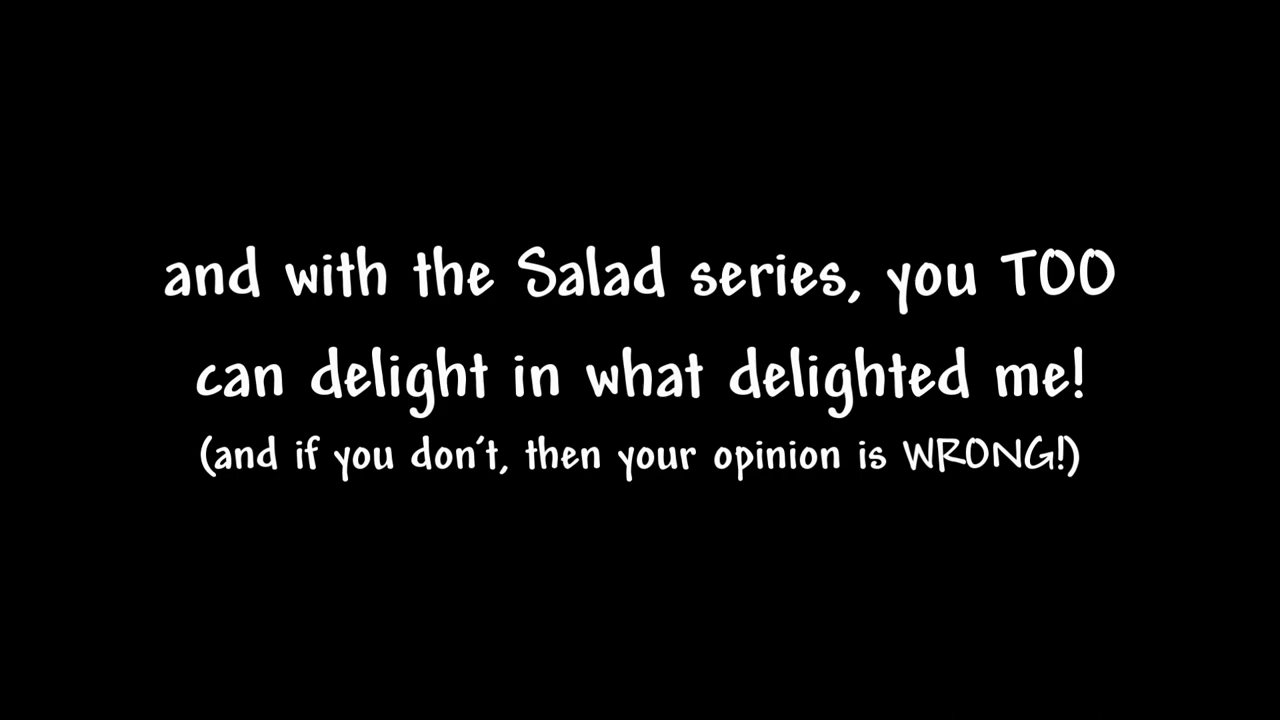 and with the Salad series, you TOO
can delight in what delighted me!
(and if you don't, then your opinion is WRONG!)